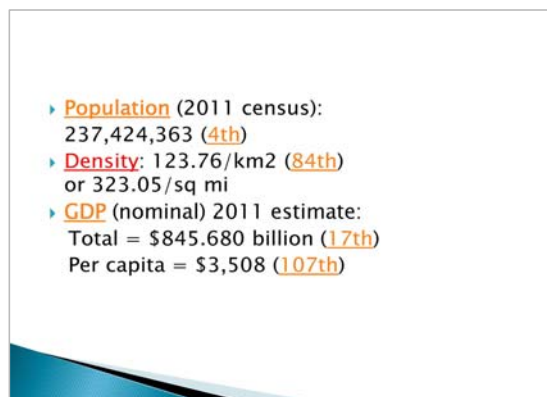 Population (2011 census):
237,424,363 (4th)
Density: 123.76/km2 (84th)
or 323.05/sq mi
GDP (nominal) 2011 estimate:
Total = $845.680 billion (17th)
Per capita = $3,508 (107th)